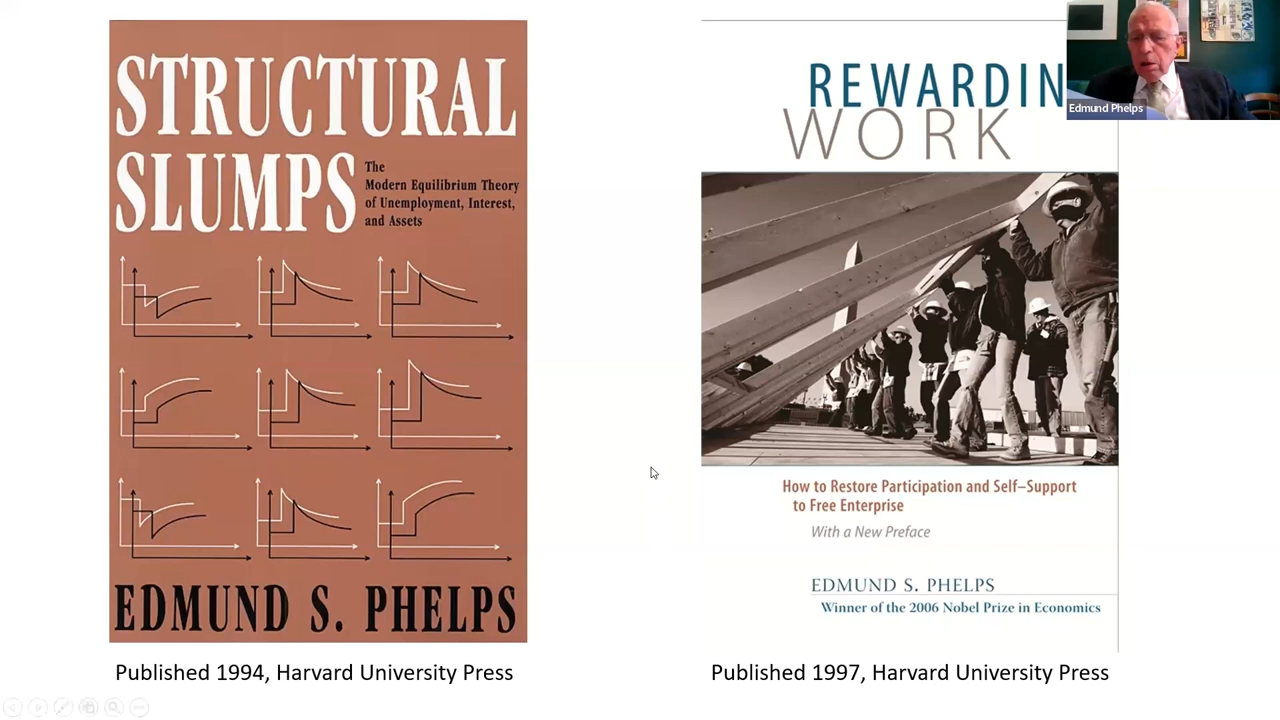 STRUCTURAL
SLUMPS
The
Modern Equilibrium Theory
of Unemployment, Interest,
and Assets
EDMUND S. PHELPS
Published 1994, Harvard University Press
REWARDIN
WORK
How to Restore Participation and Self–Support
to Free Enterprise
With a New Preface
EDMUND S. PHELPS
Winner of the 2006 Nobel Prize in Economics
Published 1997, Harvard University Press
Edmund Phelps